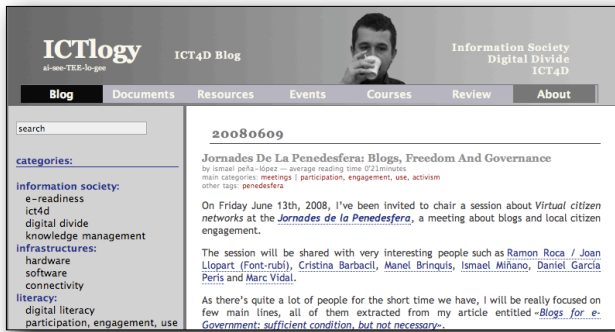 ICTlogy
ai-see-TEE-lo-gee
ICT4D Blog
Information Society
Digital Divide
ICT4D
Blog Documents Resources Events Courses Review About
search
categories:
information society:
e-readiness
ict4d
digital divide
knowledge management
infrastructures:
hardware
software
connectivity
literacy:
digital literacy
participation, engagement, use
20080609
Jornades De La Penedesfera: Blogs, Freedom And Governance
by ismael peña-lópez — average reading time 0'21minutes
main categories: meetings | participation, engagement, use, activism
other tags: penedesfera
On Friday June 13th, 2008, I've been invited to chair a session about Virtual citizen
networks at the Jornades de la Penedesfera, a meeting about blogs and local citizen
engagement.
The session will be shared with very interesting people such as Ramon Roca / Joan
Llopart (Font-rubí), Cristina Barbacil, Manel Brinquis, Ismael Miñano, Daniel Garcia
Peris and Marc Vidal.
As there's quite a lot of people for the short time we have, I will be really focused on
few main lines, all of them extracted from my article entitled «Blogs for e-
Government: sufficient condition, but not necessary».